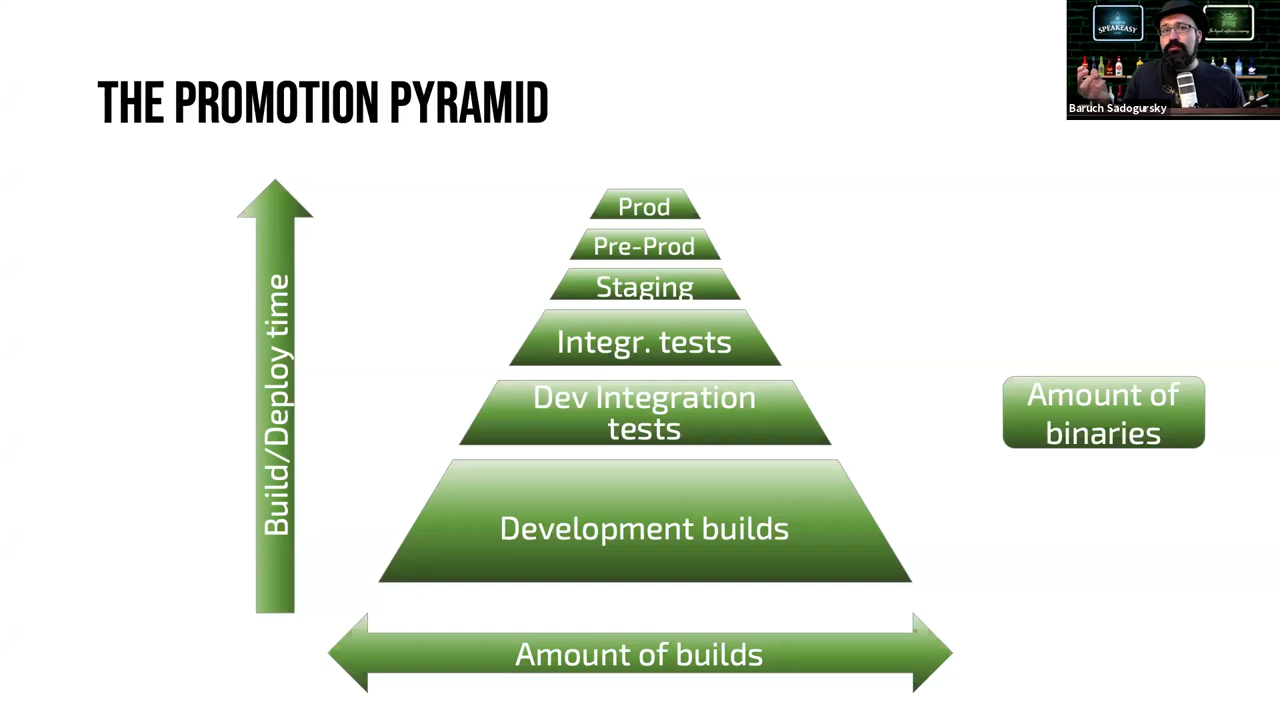 THE PROMOTION PYRAMID
SPEAKEASY
Baruch Sadogursky
Build/Deploy time
Prod
Pre-Prod
Staging
Integr. tests
Dev Integration
tests
Development builds
Amount of
binaries
Amount of builds